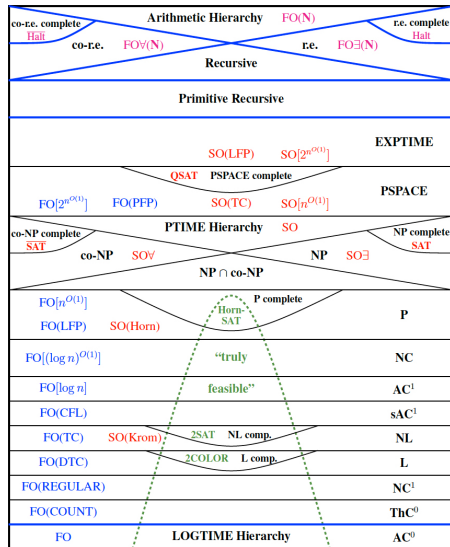 co-r.e. complete Arithmetic Hierarchy FO(N) r.e. complete
Halt Halt
co-r.e. FO∀(N) r.e. FO∃(N)
Recursive
Primitive Recursive
EXPTIME
SO(LFP) SO[2^{n^{O(1)}}]
QSAT PSPACE complete
PSPACE
FO[2^{n^{O(1)}}] FO(PFP) SO(TC) SO[n^{O(1)}]
co-NP complete PTIME Hierarchy SO NP complete
S̅A̅T̅ SAT
co-NP SO∀ NP SO∃
NP ∩ co-NP
FO[n^{O(1)}] P complete
Horn-
SAT P
FO(LFP) SO(Horn)
FO[(log n)^{O(1)}] “truly NC
FO[log n] feasible” AC¹
FO(CFL) sAC¹
2SAT NL comp.
FO(TC) SO(Krom) NL
2COLOR L comp.
FO(DTC) L
FO(REGULAR) NC¹
FO(COUNT) ThC⁰
FO LOGTIME Hierarchy AC⁰